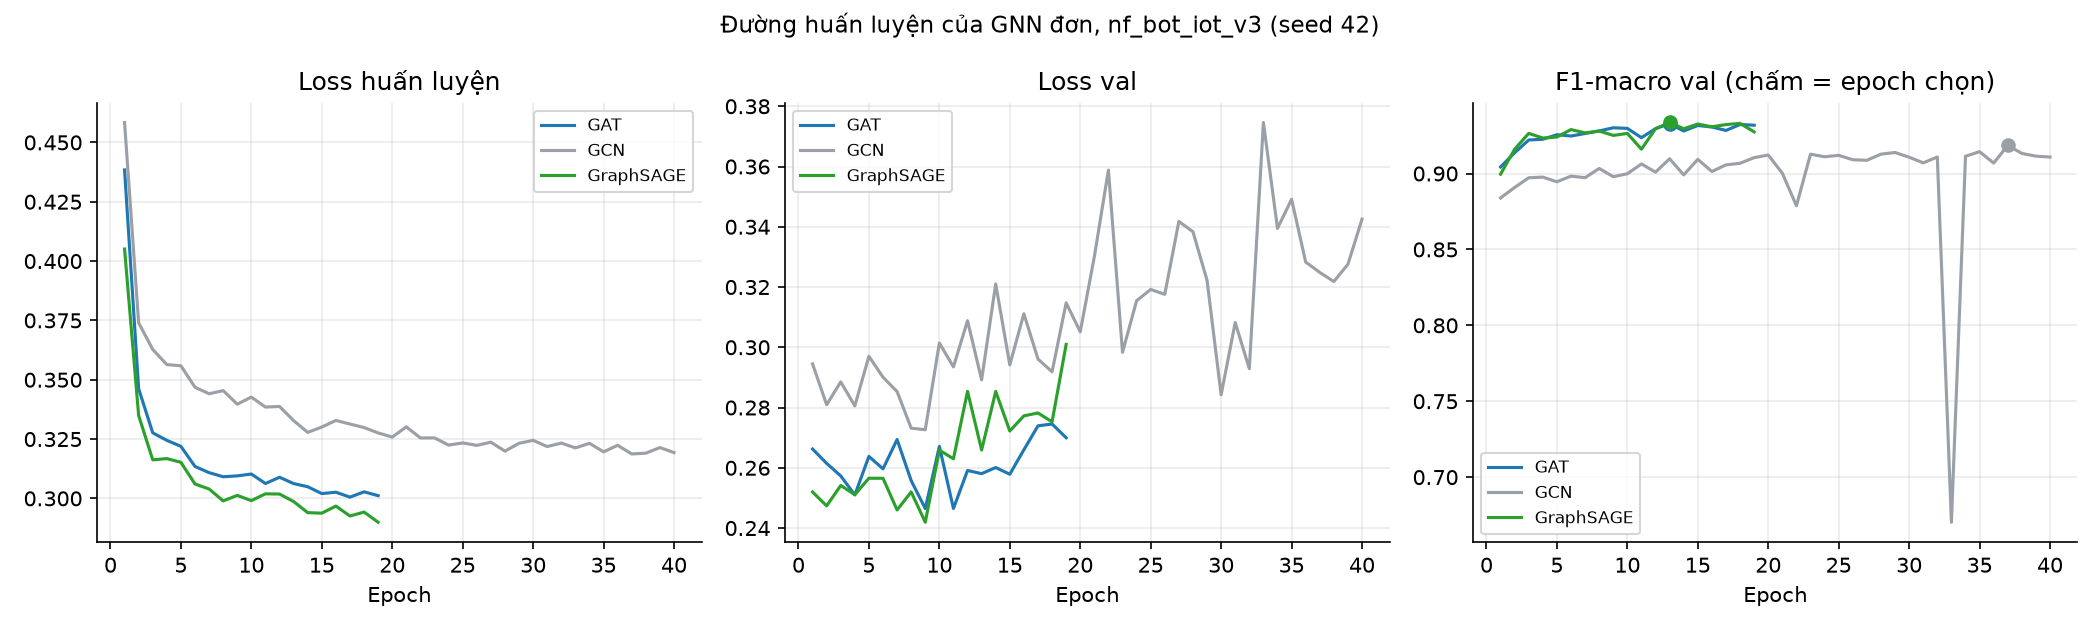 Đường huấn luyện của GNN đơn, nf_bot_iot_v3 (seed 42)
Loss huấn luyện
0.450
0.425
0.400
0.375
0.350
0.325
0.300
GAT
GCN
GraphSAGE
0 5 10 15 20 25 30 35 40
Epoch
Loss val
0.38
0.36
0.34
0.32
0.30
0.28
0.26
0.24
GAT
GCN
GraphSAGE
0 5 10 15 20 25 30 35 40
Epoch
F1-macro val (chấm = epoch chọn)
0.90
0.85
0.80
0.75
0.70
GAT
GCN
GraphSAGE
0 5 10 15 20 25 30 35 40
Epoch